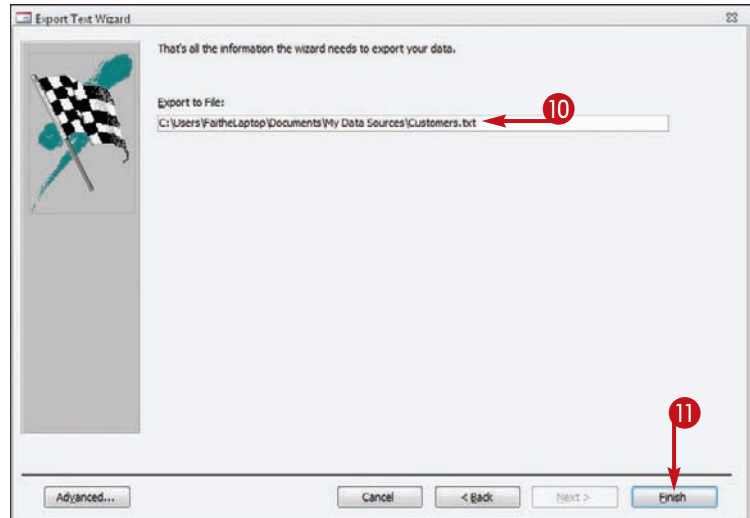 Export Text Wizard
That's all the information the wizard needs to export your data.
Export to File:
C:\Users\FaitheLaptop\Documents\My Data Sources\Customers.txt
10
11
Advanced...
Cancel
< Back
Next >
Finish